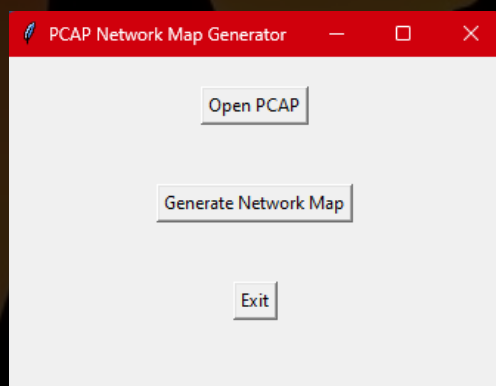 PCAP Network Map Generator
Open PCAP
Generate Network Map
Exit